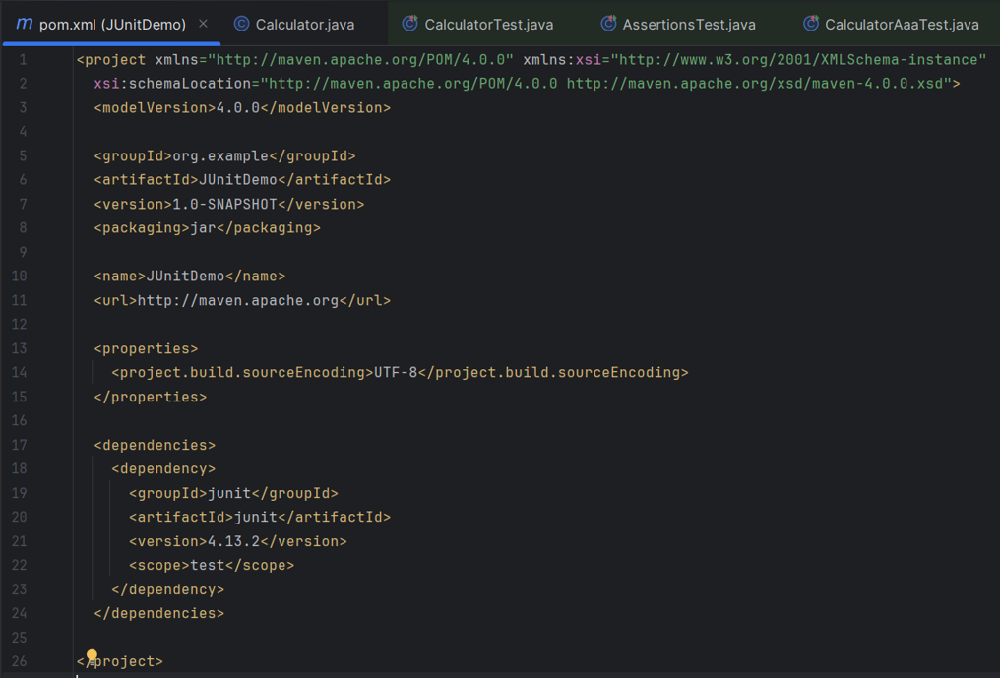 m pom.xml (JUnitDemo) × © Calculator.java © CalculatorTest.java © AssertionsTest.java © CalculatorAaaTest.java
1 <project xmlns="http://maven.apache.org/POM/4.0.0" xmlns:xsi="http://www.w3.org/2001/XMLSchema-instance"
2 xsi:schemaLocation="http://maven.apache.org/POM/4.0.0 http://maven.apache.org/xsd/maven-4.0.0.xsd">
3 <modelVersion>4.0.0</modelVersion>
4
5 <groupId>org.example</groupId>
6 <artifactId>JUnitDemo</artifactId>
7 <version>1.0-SNAPSHOT</version>
8 <packaging>jar</packaging>
9
10 <name>JUnitDemo</name>
11 <url>http://maven.apache.org</url>
12
13 <properties>
14 <project.build.sourceEncoding>UTF-8</project.build.sourceEncoding>
15 </properties>
16
17 <dependencies>
18 <dependency>
19 <groupId>junit</groupId>
20 <artifactId>junit</artifactId>
21 <version>4.13.2</version>
22 <scope>test</scope>
23 </dependency>
24 </dependencies>
25
26 </project>